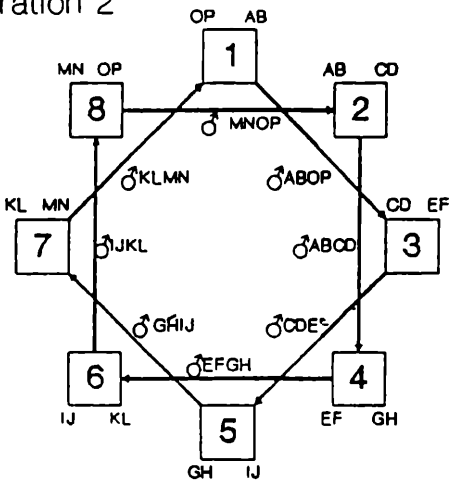 ration 2
OP AB
1
MN OP
8
AB CD
2
♂ MNOP
♂KLMN
♂ABOP
KL MN
7
CD EF
3
♂IJKL
♂ABCD
♂GHIJ
♂CDEF
♂EFGH
6
IJ KL
4
EF GH
5
GH IJ